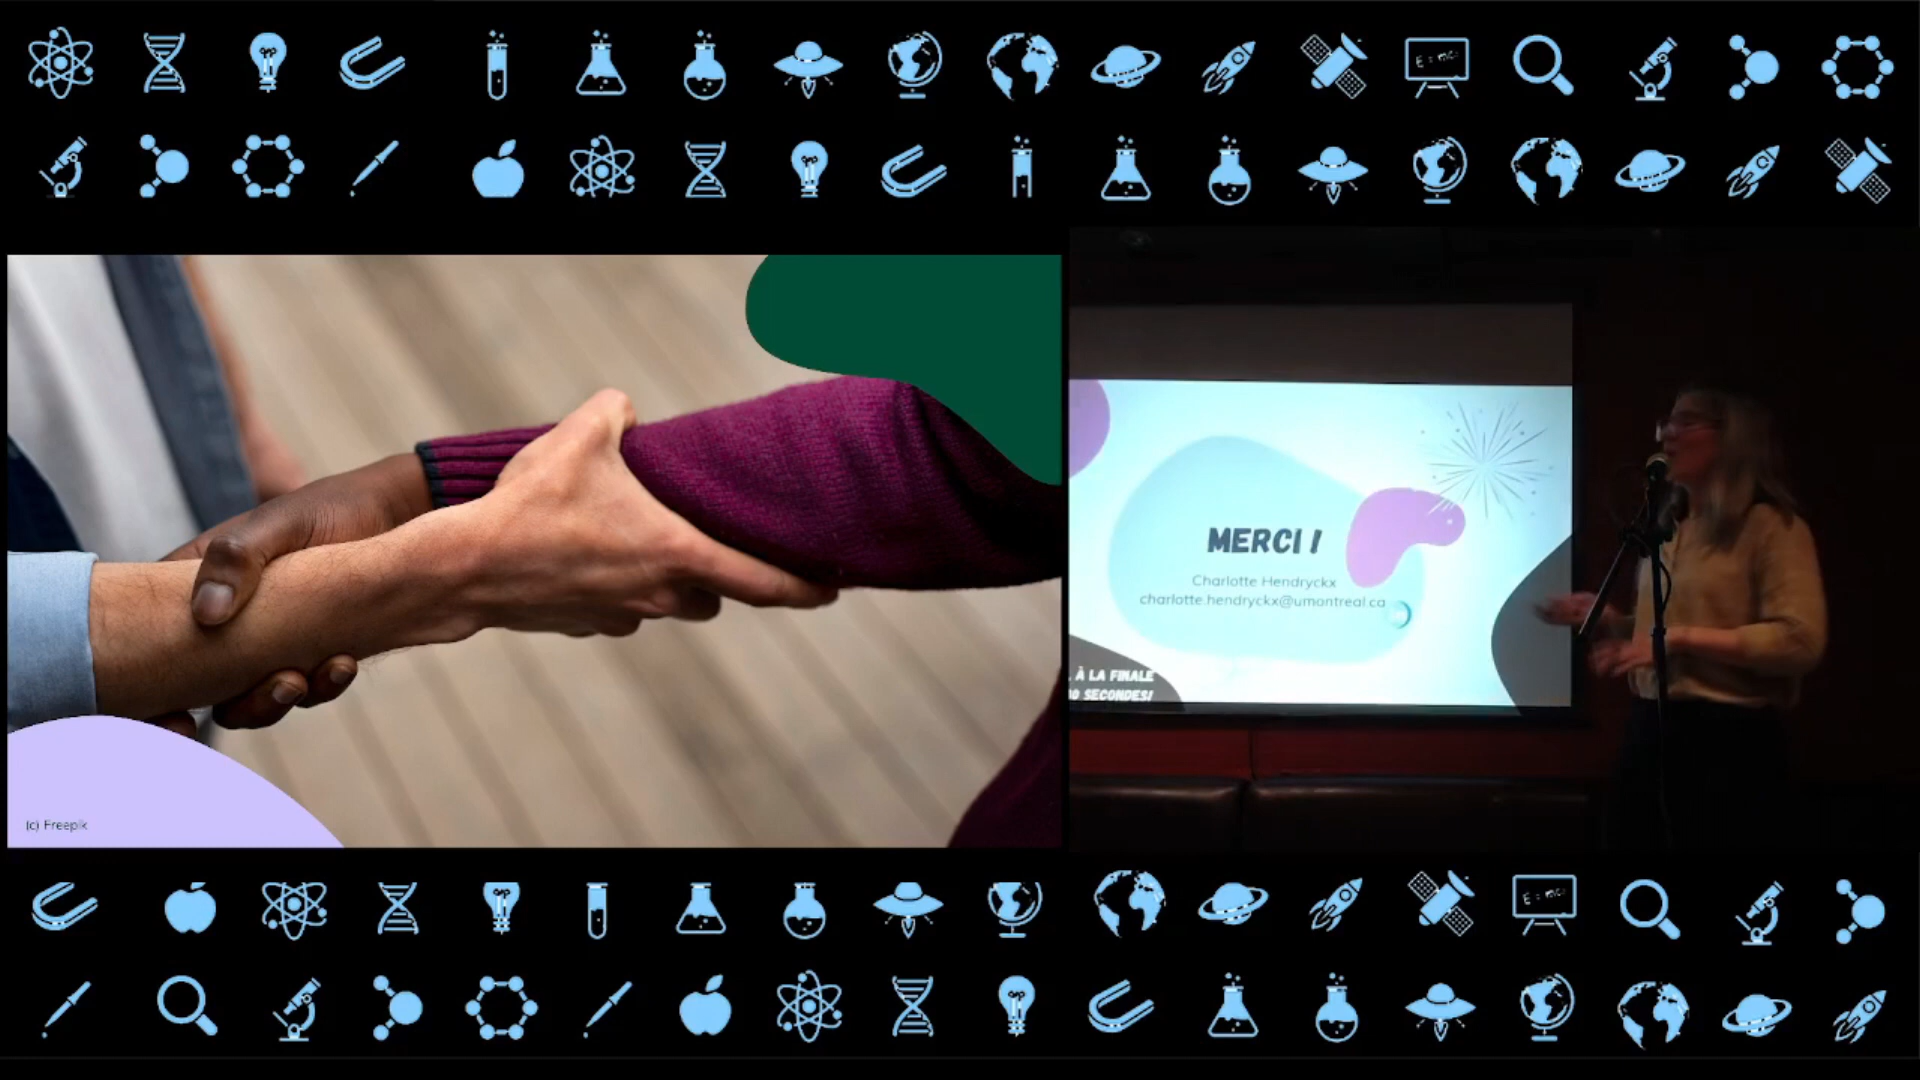 (c) Freepik
MERCI !
Charlotte Hendryckx
charlotte.hendryckx@umontreal.ca
À LA FINALE
SECONDES!